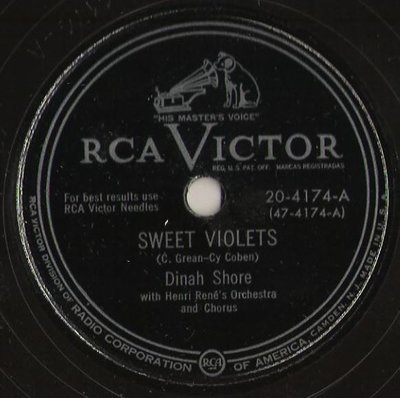 "HIS MASTER'S VOICE"
RCA VICTOR
REG. U.S. PAT. OFF. MARCAS REGISTRADAS
For best results use
RCA Victor Needles
20-4174-A
(47-4174-A)
SWEET VIOLETS
(C. Grean-Cy Coben)
Dinah Shore
with Henri René's Orchestra
and Chorus
RCA VICTOR DIVISION OF RADIO CORPORATION OF AMERICA, CAMDEN, N.J. MADE IN U.S.A.
RCA